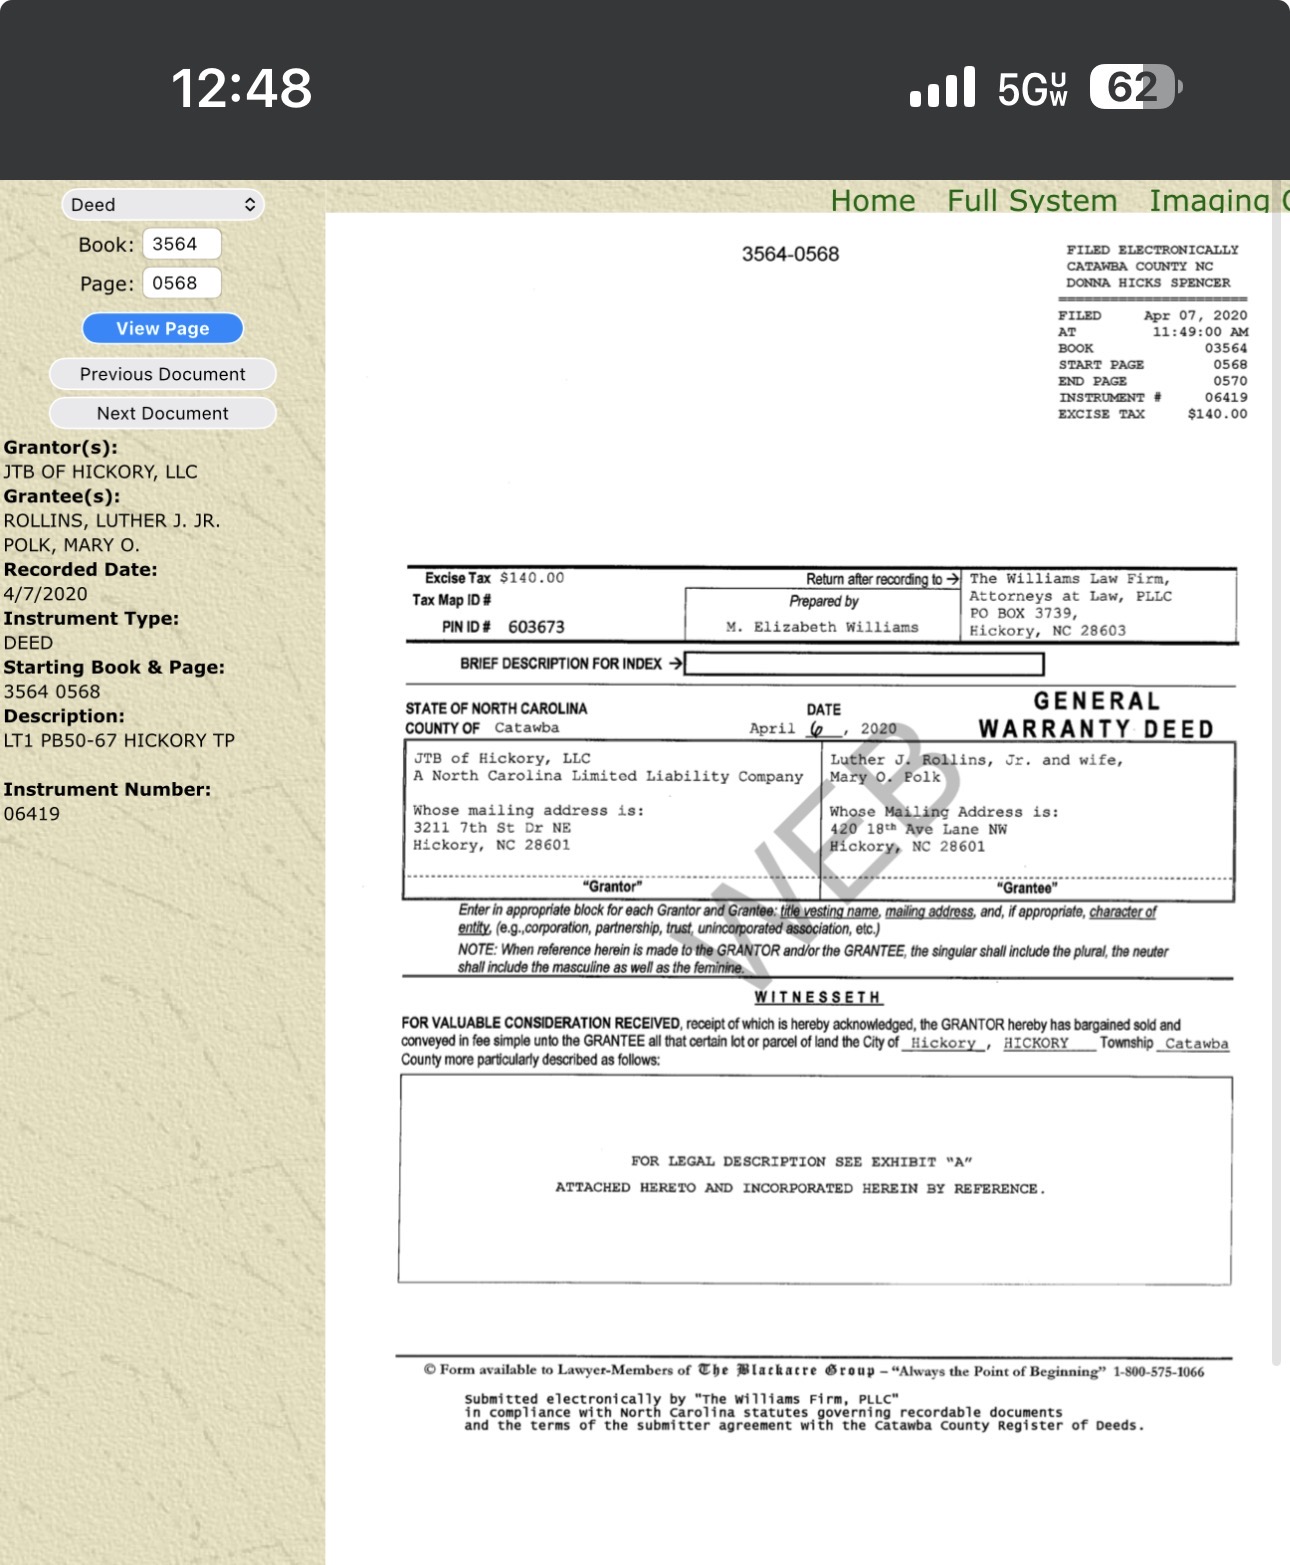 12:48
5GUW
62
Deed
Book: 3564
Page: 0568
View Page
Previous Document
Next Document
Grantor(s):
JTB OF HICKORY, LLC
Grantee(s):
ROLLINS, LUTHER J. JR.
POLK, MARY O.
Recorded Date:
4/7/2020
Instrument Type:
DEED
Starting Book & Page:
3564 0568
Description:
LT1 PB50-67 HICKORY TP
Instrument Number:
06419
Home Full System Imaging
3564-0568
FILED ELECTRONICALLY
CATAWBA COUNTY NC
DONNA HICKS SPENCER
FILED Apr 07, 2020
AT 11:49:00 AM
BOOK 03564
START PAGE 0568
END PAGE 0570
INSTRUMENT # 06419
EXCISE TAX $140.00
Excise Tax $140.00
Tax Map ID #
PIN ID # 603673
Return after recording to →
Prepared by
M. Elizabeth Williams
The Williams Law Firm,
Attorneys at Law, PLLC
PO BOX 3739,
Hickory, NC 28603
BRIEF DESCRIPTION FOR INDEX →
STATE OF NORTH CAROLINA
COUNTY OF Catawba
DATE
April 6, 2020
GENERAL
WARRANTY DEED
JTB of Hickory, LLC
A North Carolina Limited Liability Company
Whose mailing address is:
3211 7th St Dr NE
Hickory, NC 28601
"Grantor"
Luther J. Rollins, Jr. and wife,
Mary O. Polk
Whose Mailing Address is:
420 18th Ave Lane NW
Hickory, NC 28601
"Grantee"
WEB
Enter in appropriate block for each Grantor and Grantee: title vesting name, mailing address, and, if appropriate, character of
entity, (e.g.,corporation, partnership, trust, unincorporated association, etc.)
NOTE: When reference herein is made to the GRANTOR and/or the GRANTEE, the singular shall include the plural, the neuter
shall include the masculine as well as the feminine.
WITNESSETH
FOR VALUABLE CONSIDERATION RECEIVED, receipt of which is hereby acknowledged, the GRANTOR hereby has bargained sold and
conveyed in fee simple unto the GRANTEE all that certain lot or parcel of land the City of Hickory, HICKORY Township Catawba
County more particularly described as follows:
FOR LEGAL DESCRIPTION SEE EXHIBIT "A"
ATTACHED HERETO AND INCORPORATED HEREIN BY REFERENCE.
© Form available to Lawyer-Members of The Blackacre Group – "Always the Point of Beginning" 1-800-575-1066
Submitted electronically by "The Williams Firm, PLLC"
in compliance with North Carolina statutes governing recordable documents
and the terms of the submitter agreement with the Catawba County Register of Deeds.